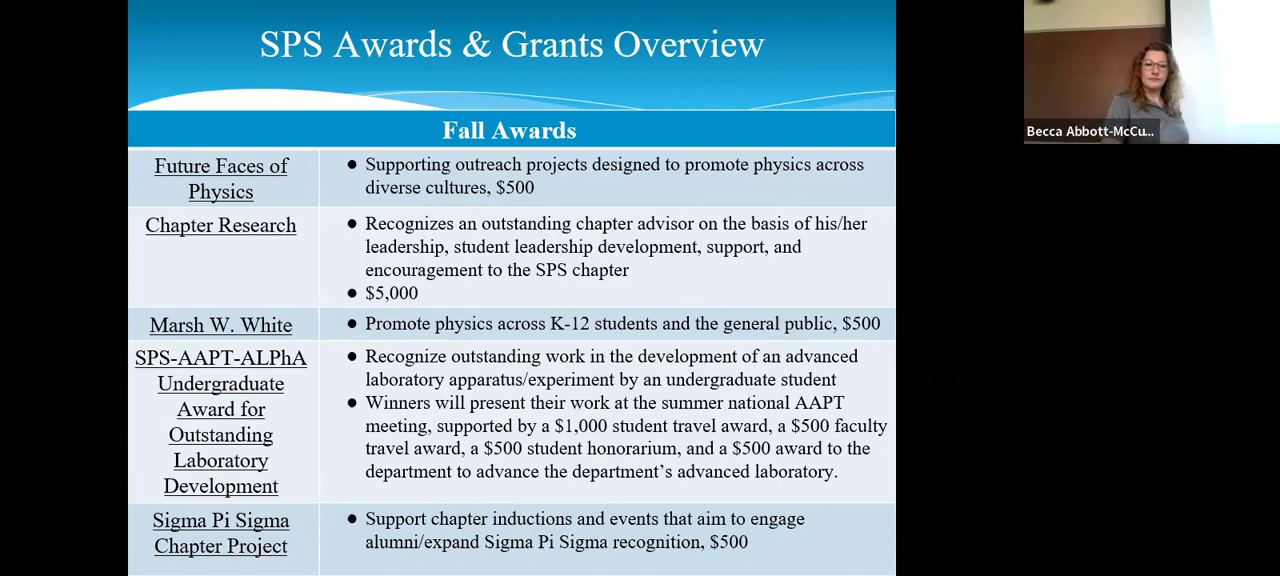 SPS Awards & Grants Overview
Becca Abbott-McCu...
Fall Awards
Future Faces of
Physics
● Supporting outreach projects designed to promote physics across
diverse cultures, $500
Chapter Research
● Recognizes an outstanding chapter advisor on the basis of his/her
leadership, student leadership development, support, and
encouragement to the SPS chapter
● $5,000
Marsh W. White
● Promote physics across K-12 students and the general public, $500
SPS-AAPT-ALPhA
Undergraduate
Award for
Outstanding
Laboratory
Development
● Recognize outstanding work in the development of an advanced
laboratory apparatus/experiment by an undergraduate student
● Winners will present their work at the summer national AAPT
meeting, supported by a $1,000 student travel award, a $500 faculty
travel award, a $500 student honorarium, and a $500 award to the
department to advance the department's advanced laboratory.
Sigma Pi Sigma
Chapter Project
● Support chapter inductions and events that aim to engage
alumni/expand Sigma Pi Sigma recognition, $500